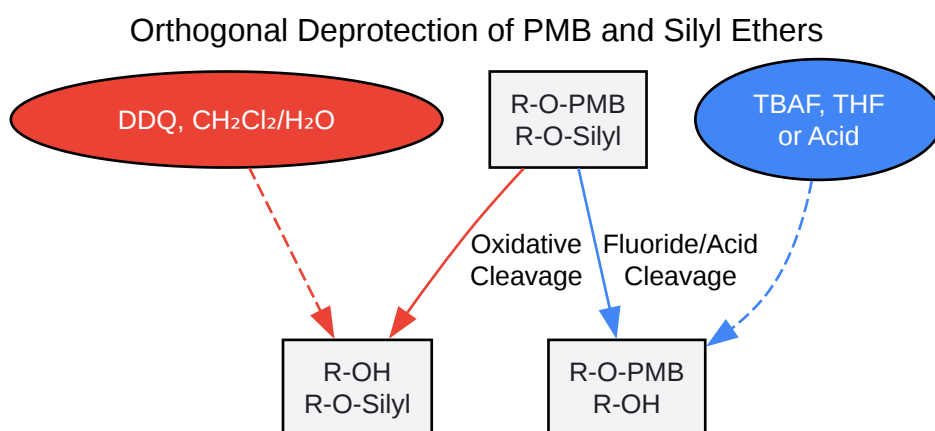 Orthogonal Deprotection of PMB and Silyl Ethers
DDQ, CH₂Cl₂/H₂O
R-O-PMB
R-O-Silyl
TBAF, THF
or Acid
Oxidative
Cleavage
Fluoride/Acid
Cleavage
R-OH
R-O-Silyl
R-O-PMB
R-OH